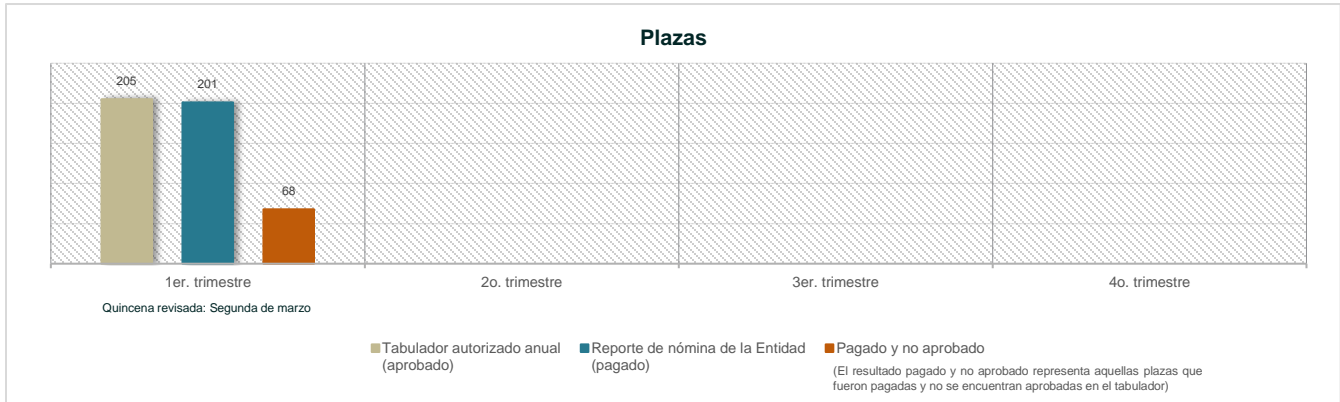 Plazas
205
201
68
1er. trimestre
2o. trimestre
3er. trimestre
4o. trimestre
Quincena revisada: Segunda de marzo
Tabulador autorizado anual
(aprobado)
Reporte de nómina de la Entidad
(pagado)
Pagado y no aprobado
(El resultado pagado y no aprobado representa aquellas plazas que
fueron pagadas y no se encuentran aprobadas en el tabulador)